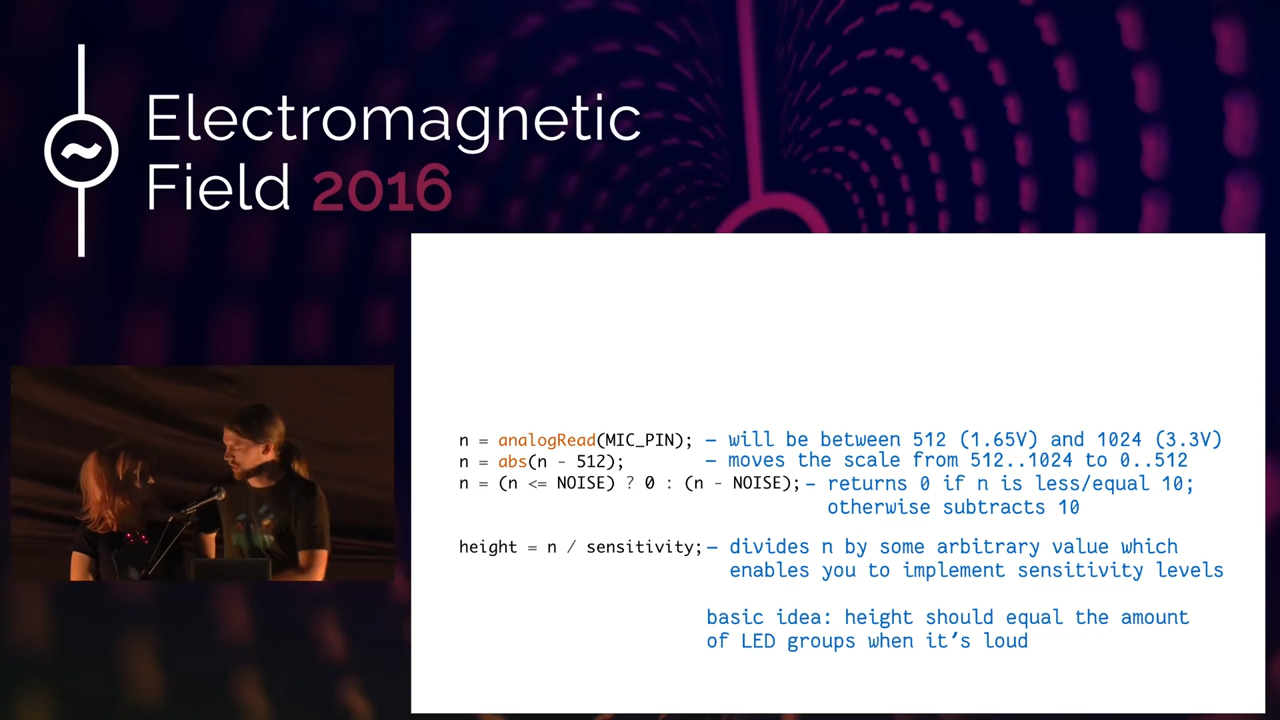 Electromagnetic
Field 2016
n = analogRead(MIC_PIN); – will be between 512 (1.65V) and 1024 (3.3V)
n = abs(n - 512); – moves the scale from 512..1024 to 0..512
n = (n <= NOISE) ? 0 : (n - NOISE); – returns 0 if n is less/equal 10;
otherwise subtracts 10
height = n / sensitivity; – divides n by some arbitrary value which
enables you to implement sensitivity levels
basic idea: height should equal the amount
of LED groups when it’s loud